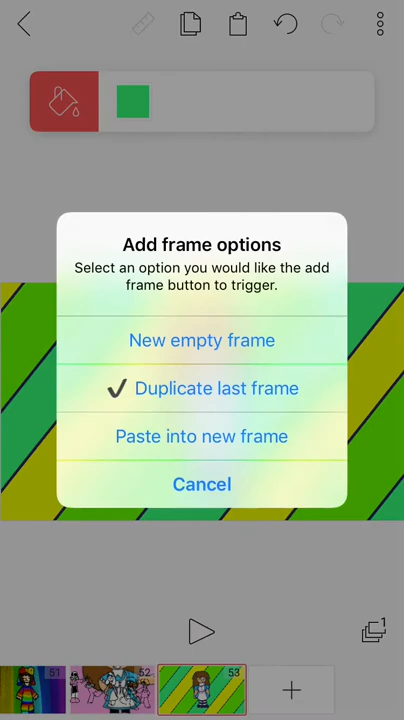 Add frame options
Select an option you would like the add
frame button to trigger.
New empty frame
✔ Duplicate last frame
Paste into new frame
Cancel
1
51
52
53